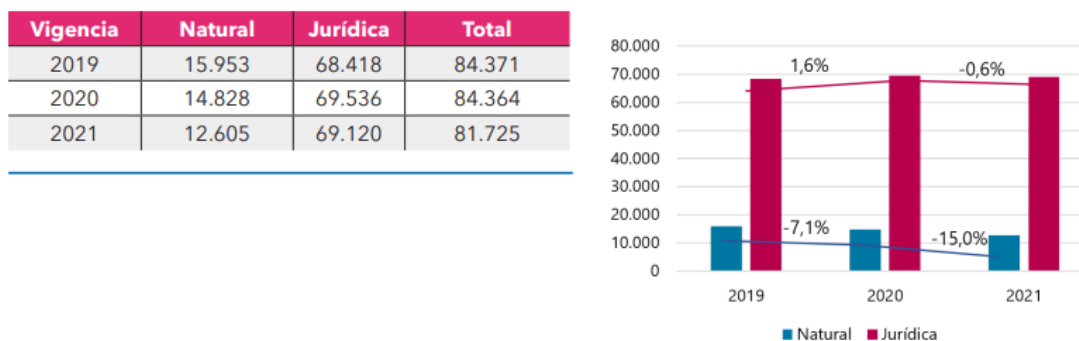 Vigencia Natural Jurídica Total
2019 15.953 68.418 84.371
2020 14.828 69.536 84.364
2021 12.605 69.120 81.725
80.000
70.000
60.000
50.000
40.000
30.000
20.000
10.000
0
1,6% -0,6%
-7,1% -15,0%
2019 2020 2021
Natural Jurídica